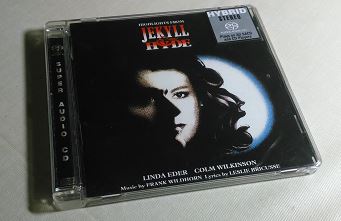 HIGHLIGHTS FROM
JEKYLL
& HYDE
HYBRID
STEREO
SUPER AUDIO CD
LINDA EDER COLM WILKINSON
Music by FRANK WILDHORN Lyrics by LESLIE BRICUSSE